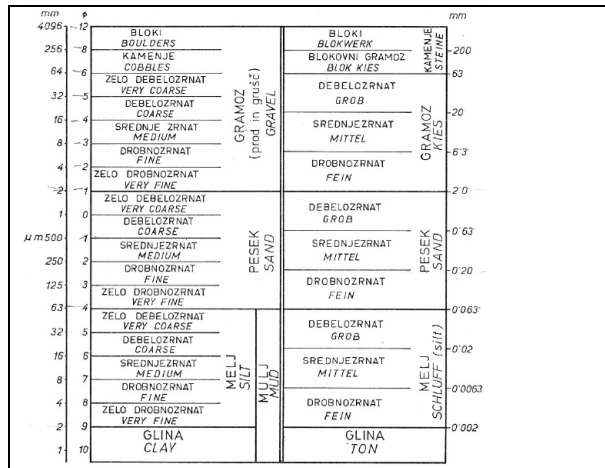 mm φ mm
4096 -12
BLOKI
BOULDERS
256 -8
KAMENJE
COBBLES
64 -6
ZELO DEBELOZRNAT
VERY COARSE
32 -5
DEBELOZRNAT
COARSE
16 -4
SREDNJE ZRNAT
MEDIUM
8 -3
DROBNOZRNAT
FINE
4 -2
ZELO DROBNOZRNAT
VERY FINE
2 -1
GRAMOZ
(prod in grušč)
GRAVEL
ZELO DEBELOZRNAT
VERY COARSE
1 0
DEBELOZRNAT
COARSE
μm 500 1
SREDNJEZRNAT
MEDIUM
250 2
DROBNOZRNAT
FINE
125 3
ZELO DROBNOZRNAT
VERY FINE
63 4
PESEK
SAND
ZELO DEBELOZRNAT
VERY COARSE
32 5
DEBELOZRNAT
COARSE
16 6
SREDNJEZRNAT
MEDIUM
8 7
DROBNOZRNAT
FINE
4 8
ZELO DROBNOZRNAT
VERY FINE
2 9
MELJ
SILT
MULJ
MUD
GLINA
CLAY
1 10
BLOKI
BLOKWERK
200
BLOKOVNI GRAMOZ
BLOK KIES
63
KAMENJE
STEINE
DEBELOZRNAT
GROB
20
SREDNJEZRNAT
MITTEL
6'3
DROBNOZRNAT
FEIN
2'0
GRAMOZ
KIES
DEBELOZRNAT
GROB
0'63
SREDNJEZRNAT
MITTEL
0'20
DROBNOZRNAT
FEIN
0'063
PESEK
SAND
DEBELOZRNAT
GROB
0'02
SREDNJEZRNAT
MITTEL
0'0063
DROBNOZRNAT
FEIN
0'002
MELJ
SCHLUFF (silt)
GLINA
TON